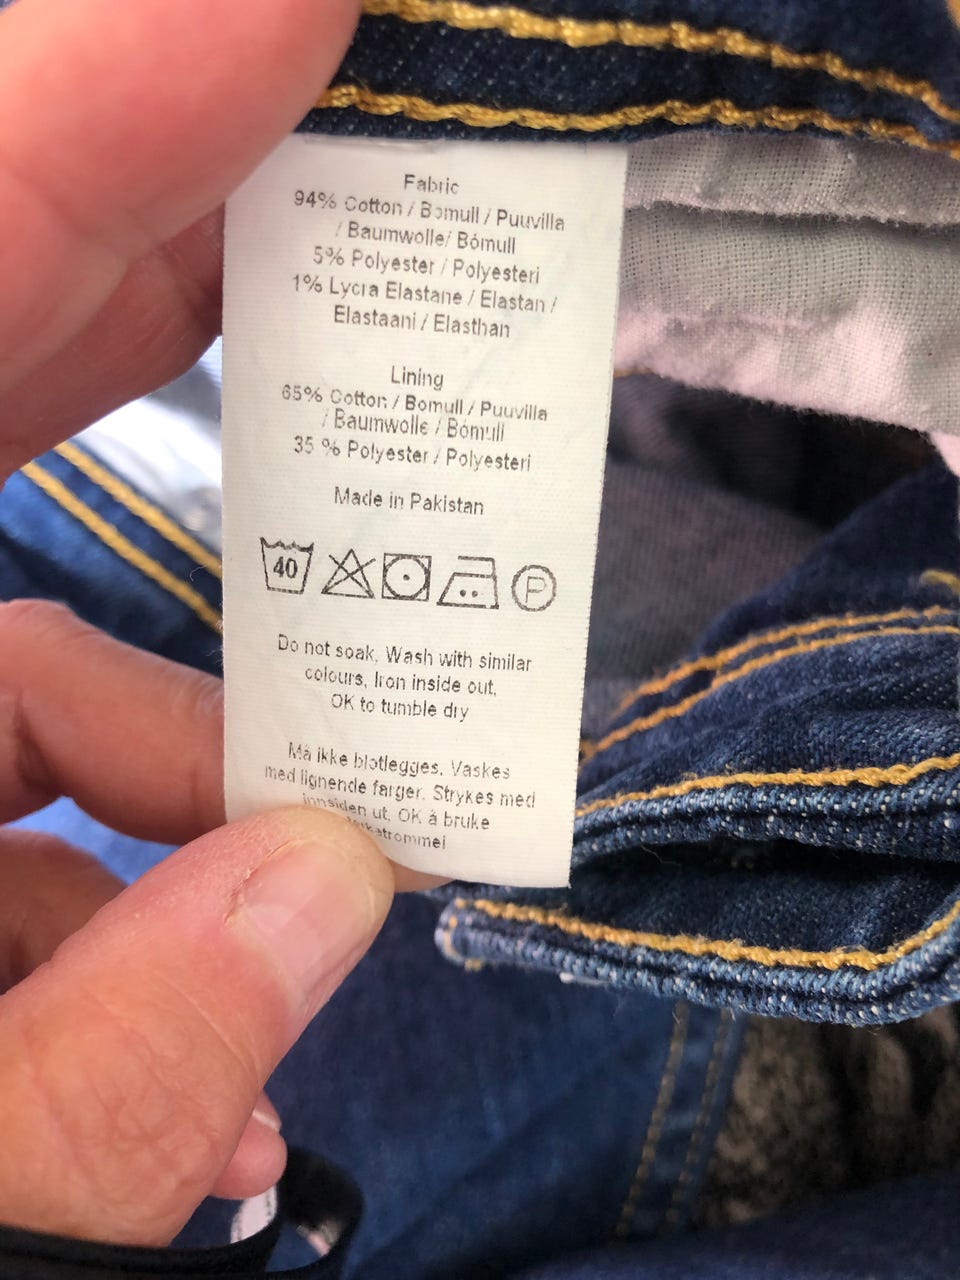 Fabric
94% Cotton / Bomull / Puuvilla
/ Baumwolle/ Bómull
5% Polyester / Polyesteri
1% Lycra Elastane / Elastan /
Elastaani / Elasthan
Lining
65% Cotton / Bomull / Puuvilla
/ Baumwolle / Bómull
35 % Polyester / Polyesteri
Made in Pakistan
40
P
Do not soak, Wash with similar
colours, Iron inside out,
OK to tumble dry
Må ikke bløtlegges. Vaskes
med lignende farger. Strykes med
innsiden ut, OK å bruke